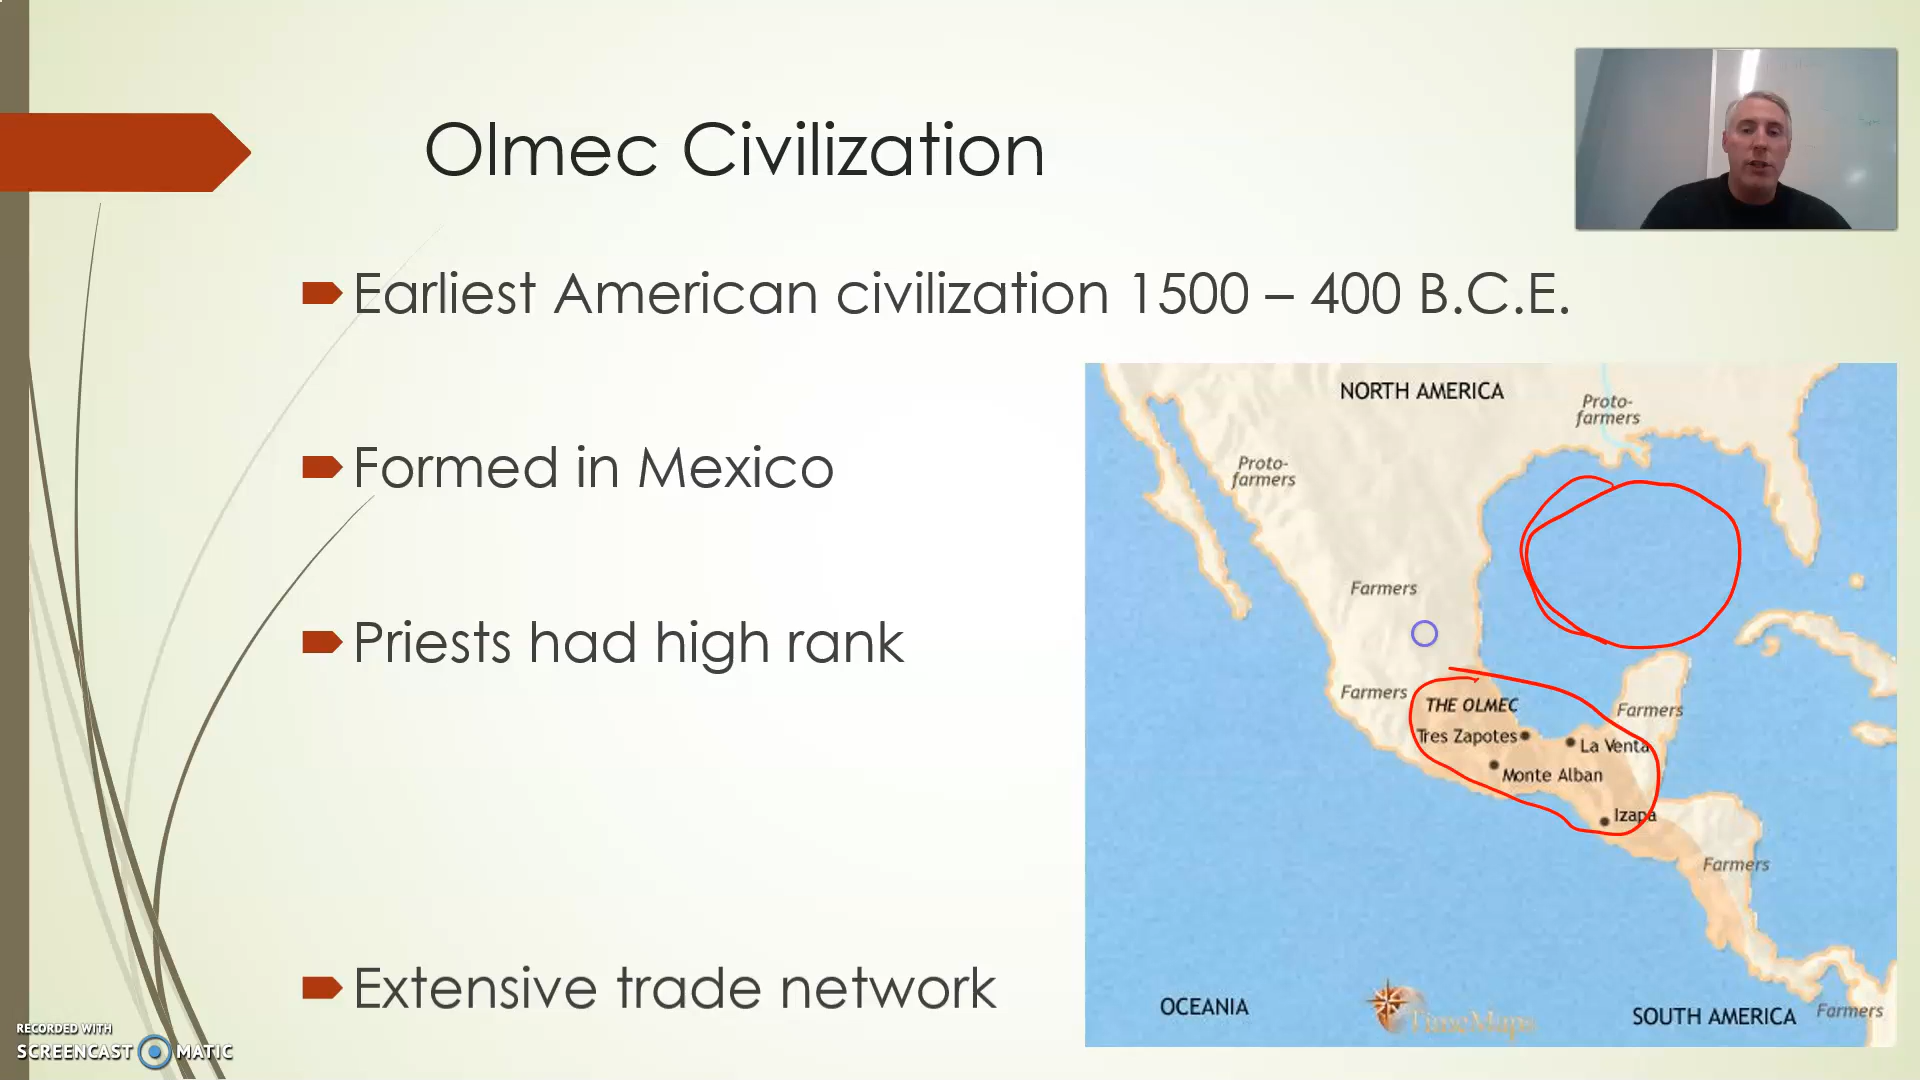 Olmec Civilization
Earliest American civilization 1500 – 400 B.C.E.
Formed in Mexico
Priests had high rank
Extensive trade network
NORTH AMERICA
Proto-
farmers
Proto-
farmers
Farmers
Farmers
THE OLMEC
Farmers
Tres Zapotes
La Venta
Monte Alban
Izapa
Farmers
OCEANIA
TimeMaps
SOUTH AMERICA
Farmers
RECORDED WITH
SCREENCAST MATIC